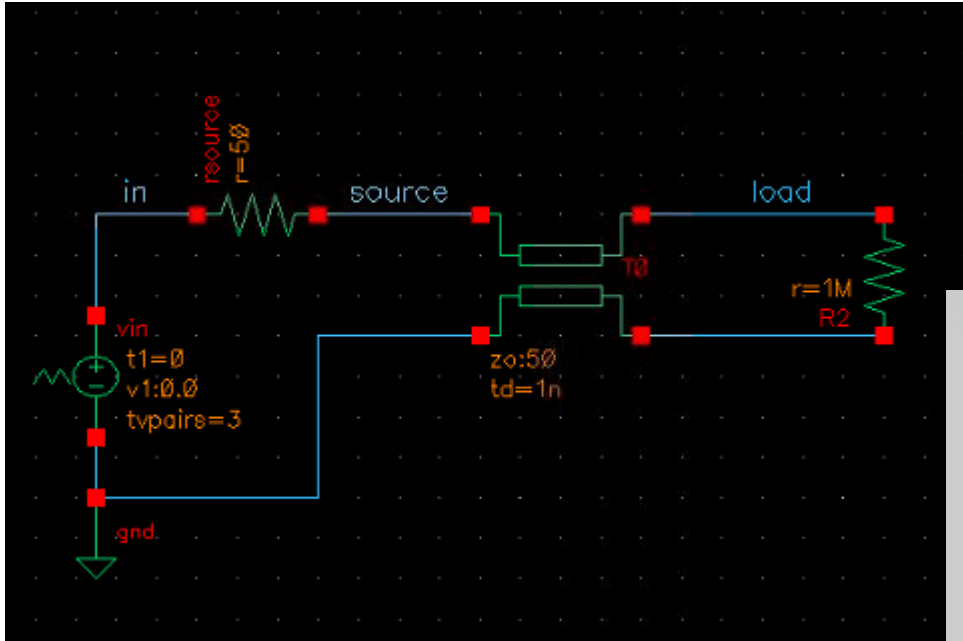 rsource
r=50
in
source
load
T0
r=1M
R2
vin
t1=0
v1:0.0
tvpairs=3
zo:50
td=1n
gnd